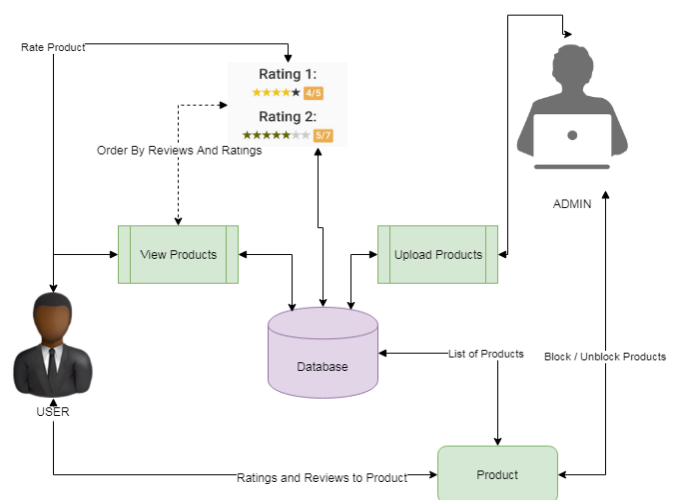 Rate Product
Rating 1:
4/5
Rating 2:
5/7
Order By Reviews And Ratings
ADMIN
View Products
Upload Products
Database
List of Products
Block / Unblock Products
USER
Ratings and Reviews to Product
Product